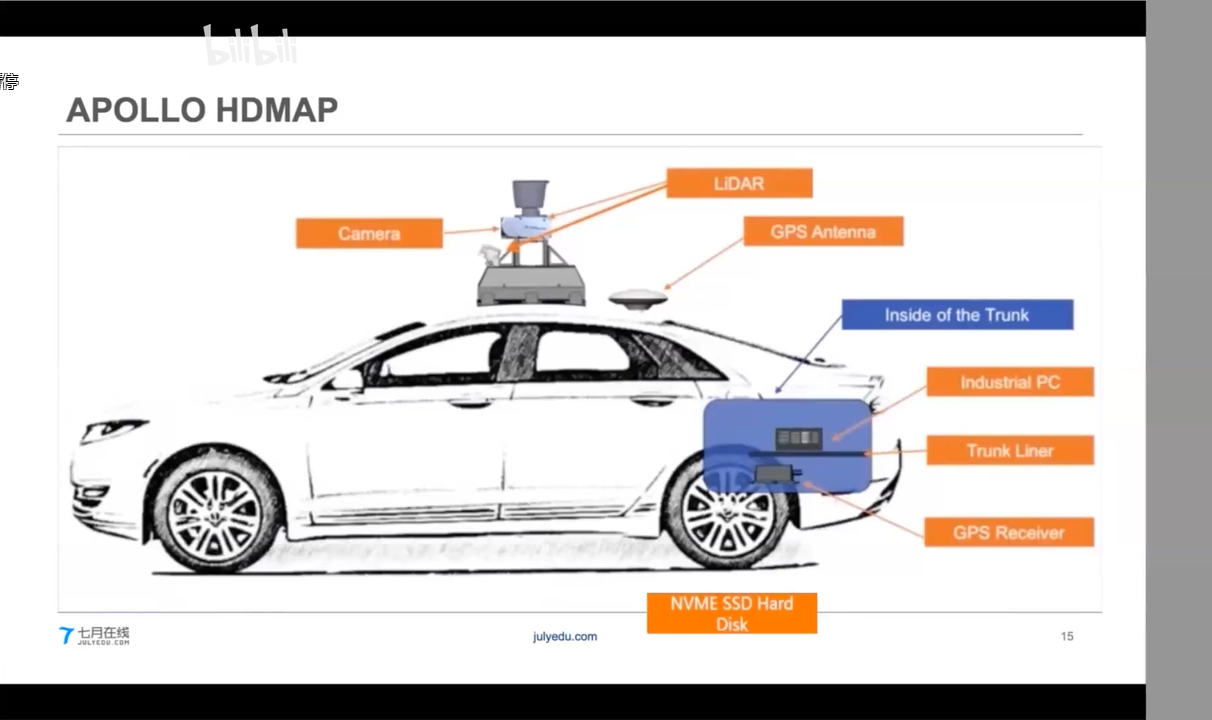 bilibili
停
APOLLO HDMAP
LiDAR
Camera
GPS Antenna
Inside of the Trunk
Industrial PC
Trunk Liner
GPS Receiver
NVME SSD Hard
Disk
七月在线
JULYEDU.COM
julyedu.com
15